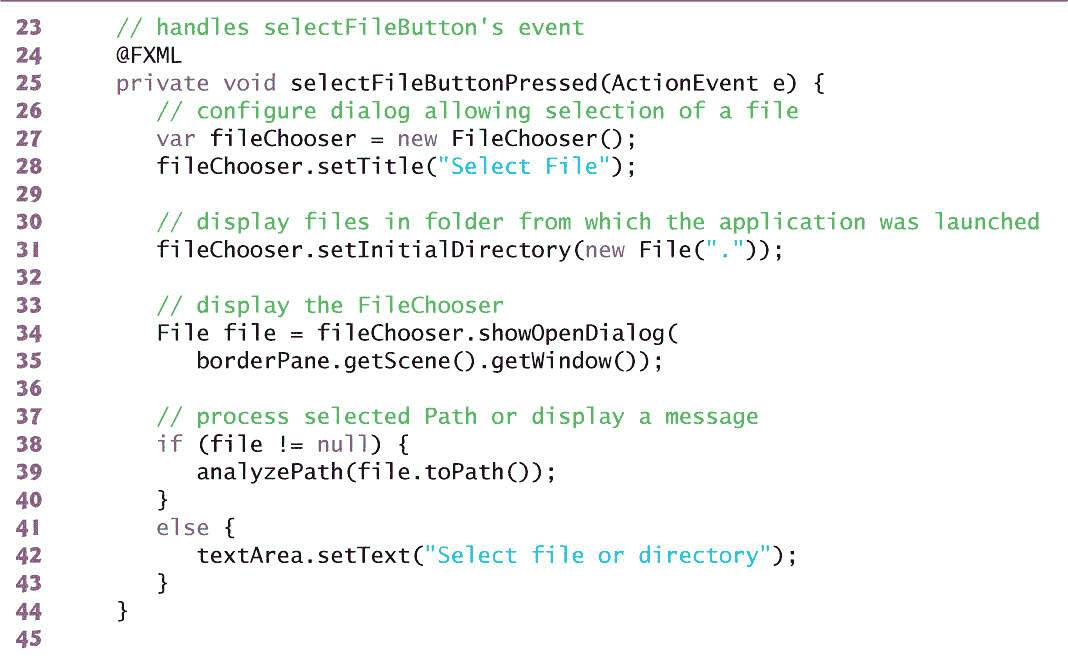 23 // handles selectFileButton's event
24 @FXML
25 private void selectFileButtonPressed(ActionEvent e) {
26 // configure dialog allowing selection of a file
27 var fileChooser = new FileChooser();
28 fileChooser.setTitle("Select File");
29
30 // display files in folder from which the application was launched
31 fileChooser.setInitialDirectory(new File("."));
32
33 // display the FileChooser
34 File file = fileChooser.showOpenDialog(
35 borderPane.getScene().getWindow());
36
37 // process selected Path or display a message
38 if (file != null) {
39 analyzePath(file.toPath());
40 }
41 else {
42 textArea.setText("Select file or directory");
43 }
44 }
45